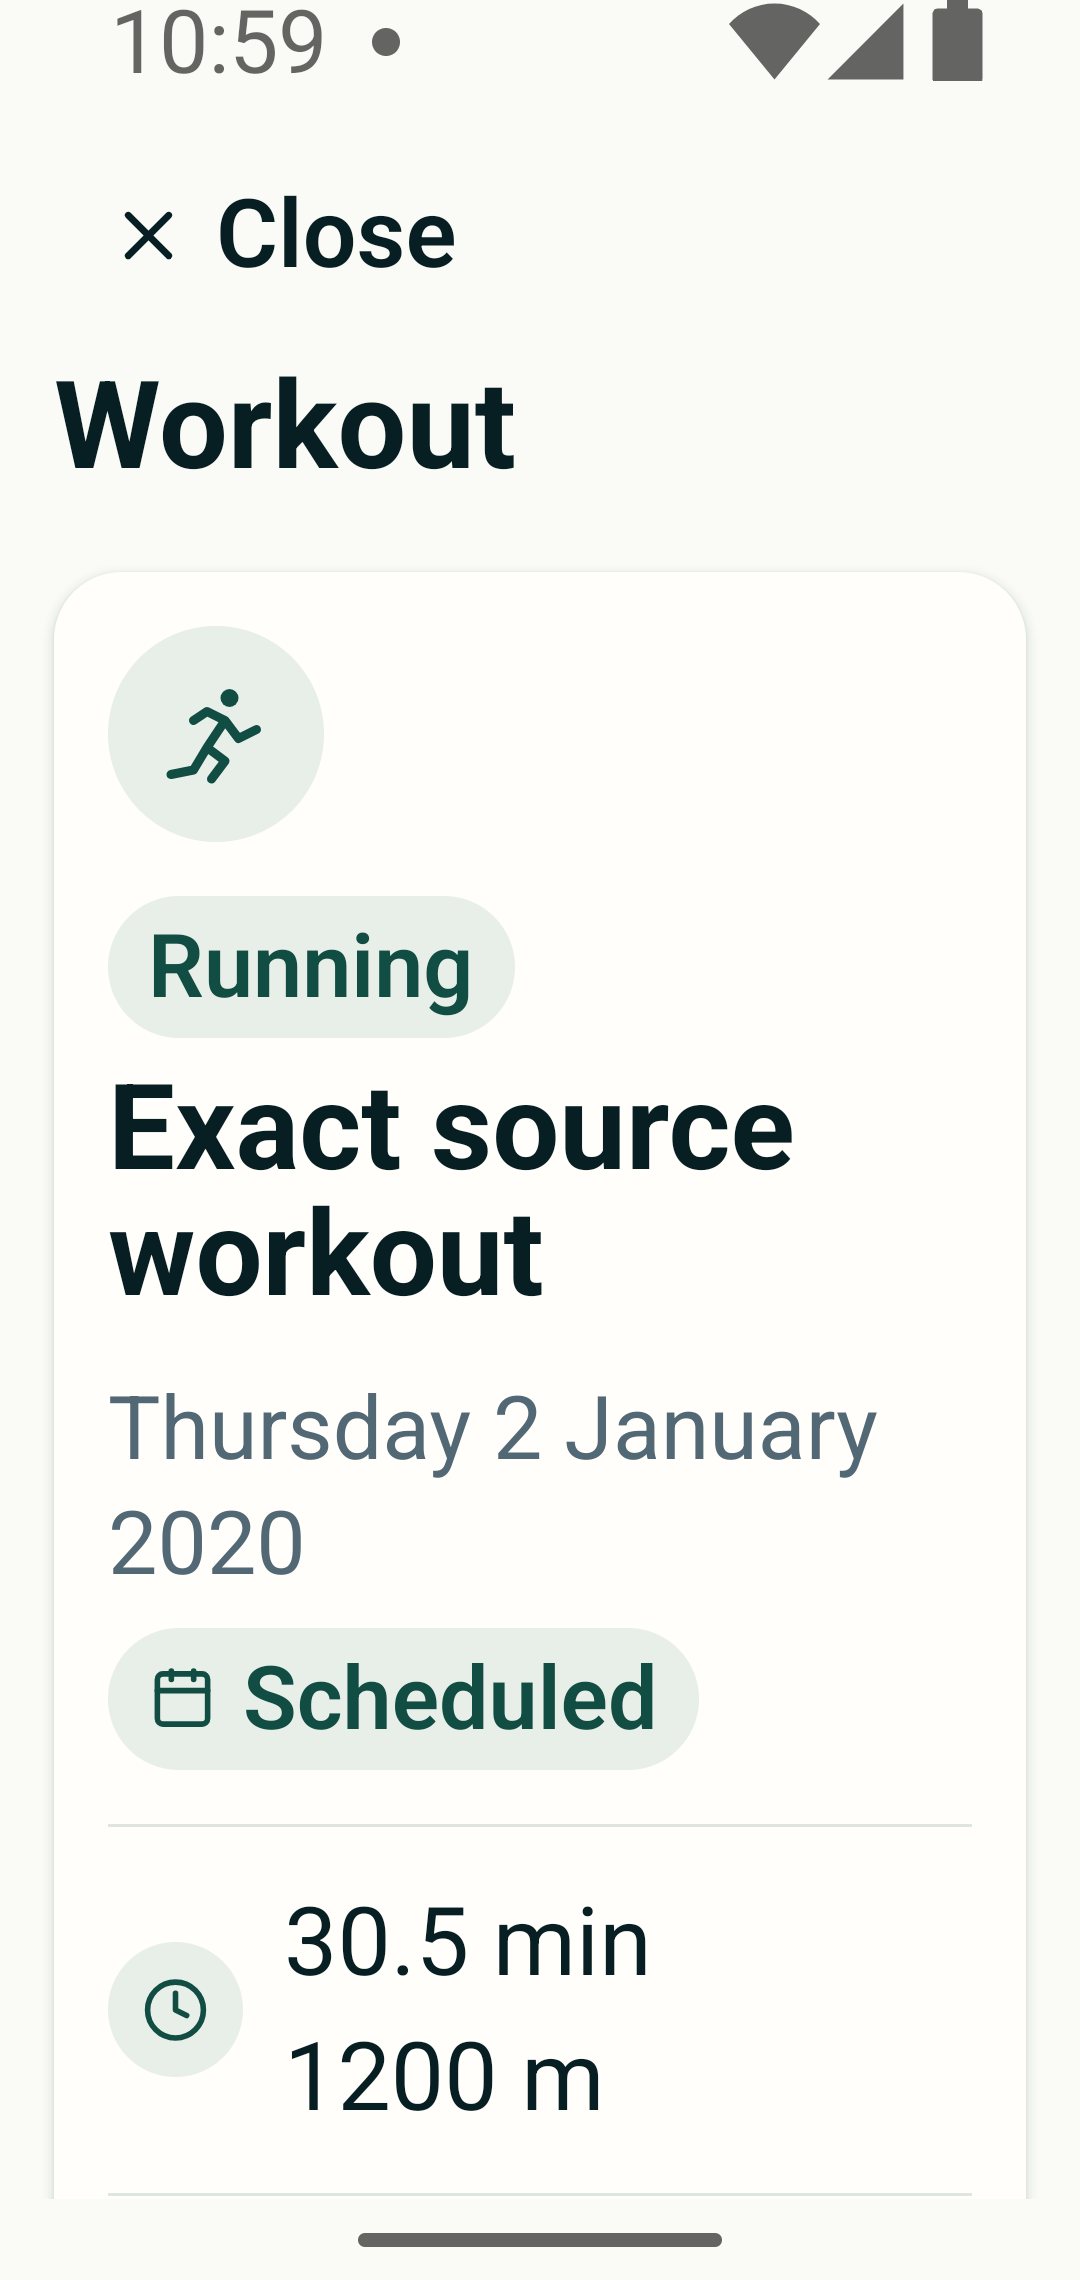 10:59
Close
Workout
Running
Exact source
workout
Thursday 2 January
2020
Scheduled
30.5 min
1200 m